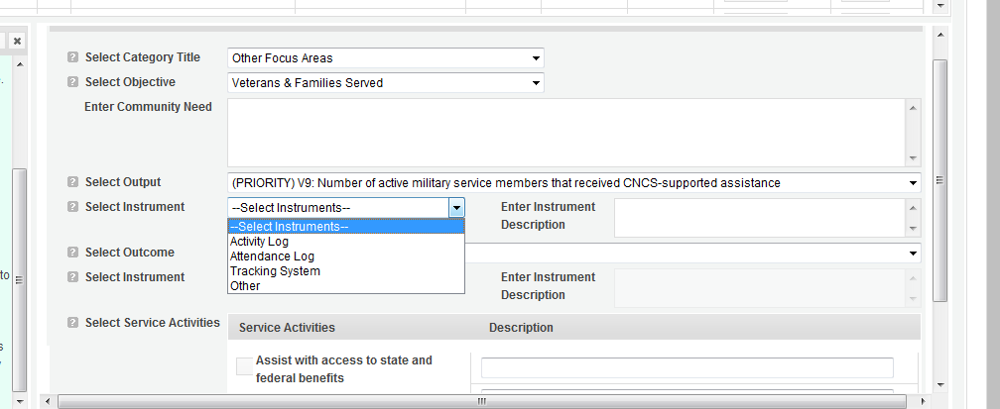 Select Category Title
Other Focus Areas
Select Objective
Veterans & Families Served
Enter Community Need
Select Output
(PRIORITY) V9: Number of active military service members that received CNCS-supported assistance
Select Instrument
--Select Instruments--
Enter Instrument
Description
--Select Instruments--
Activity Log
Attendance Log
Tracking System
Other
Select Outcome
Select Instrument
Enter Instrument
Description
to
Select Service Activities
Service Activities
Description
Assist with access to state and
federal benefits